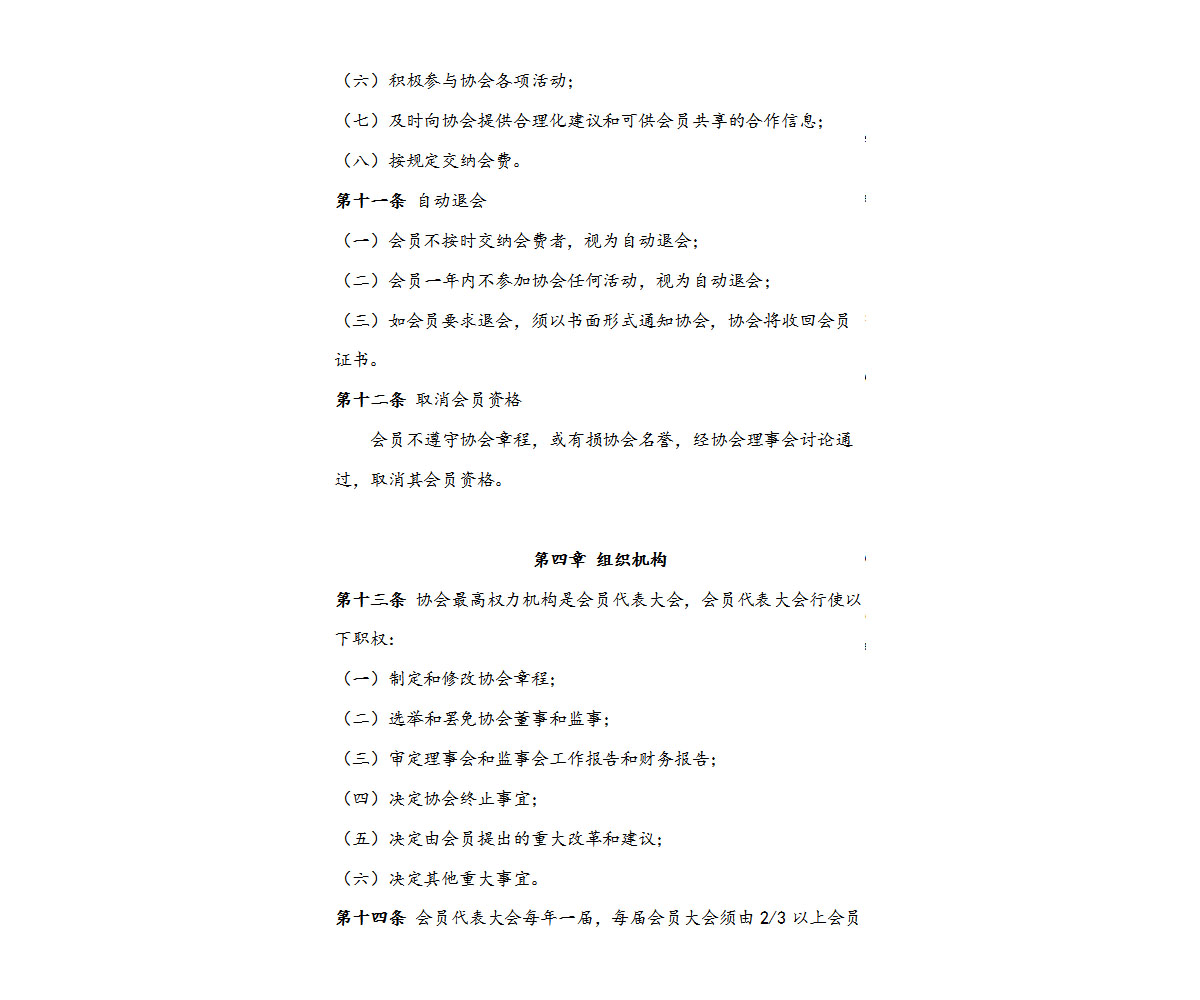 （六）积极参与协会各项活动；
（七）及时向协会提供合理化建议和可供会员共享的合作信息；
（八）按规定交纳会费。
第十一条 自动退会
（一）会员不按时交纳会费者，视为自动退会；
（二）会员一年内不参加协会任何活动，视为自动退会；
（三）如会员要求退会，须以书面形式通知协会，协会将收回会员
证书。
第十二条 取消会员资格
会员不遵守协会章程，或有损协会名誉，经协会理事会讨论通
过，取消其会员资格。
第四章 组织机构
第十三条 协会最高权力机构是会员代表大会，会员代表大会行使以
下职权：
（一）制定和修改协会章程；
（二）选举和罢免协会董事和监事；
（三）审定理事会和监事会工作报告和财务报告；
（四）决定协会终止事宜；
（五）决定由会员提出的重大改革和建议；
（六）决定其他重大事宜。
第十四条 会员代表大会每年一届，每届会员大会须由 2/3 以上会员